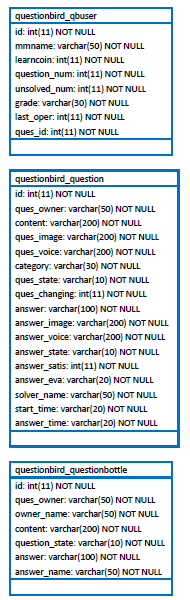 questionbird_qbuser
id: int(11) NOT NULL
mmname: varchar(50) NOT NULL
learncoin: int(11) NOT NULL
question_num: int(11) NOT NULL
unsolved_num: int(11) NOT NULL
grade: varchar(30) NOT NULL
last_oper: int(11) NOT NULL
ques_id: int(11) NOT NULL
questionbird_question
id: int(11) NOT NULL
ques_owner: varchar(50) NOT NULL
content: varchar(200) NOT NULL
ques_image: varchar(200) NOT NULL
ques_voice: varchar(200) NOT NULL
category: varchar(30) NOT NULL
ques_state: varchar(10) NOT NULL
ques_changing: int(11) NOT NULL
answer: varchar(100) NOT NULL
answer_image: varchar(200) NOT NULL
answer_voice: varchar(200) NOT NULL
answer_state: varchar(10) NOT NULL
answer_satis: int(11) NOT NULL
answer_eva: varchar(20) NOT NULL
solver_name: varchar(50) NOT NULL
start_time: varchar(20) NOT NULL
answer_time: varchar(20) NOT NULL
questionbird_questionbottle
id: int(11) NOT NULL
ques_owner: varchar(50) NOT NULL
owner_name: varchar(50) NOT NULL
content: varchar(200) NOT NULL
question_state: varchar(10) NOT NULL
answer: varchar(100) NOT NULL
answer_name: varchar(50) NOT NULL